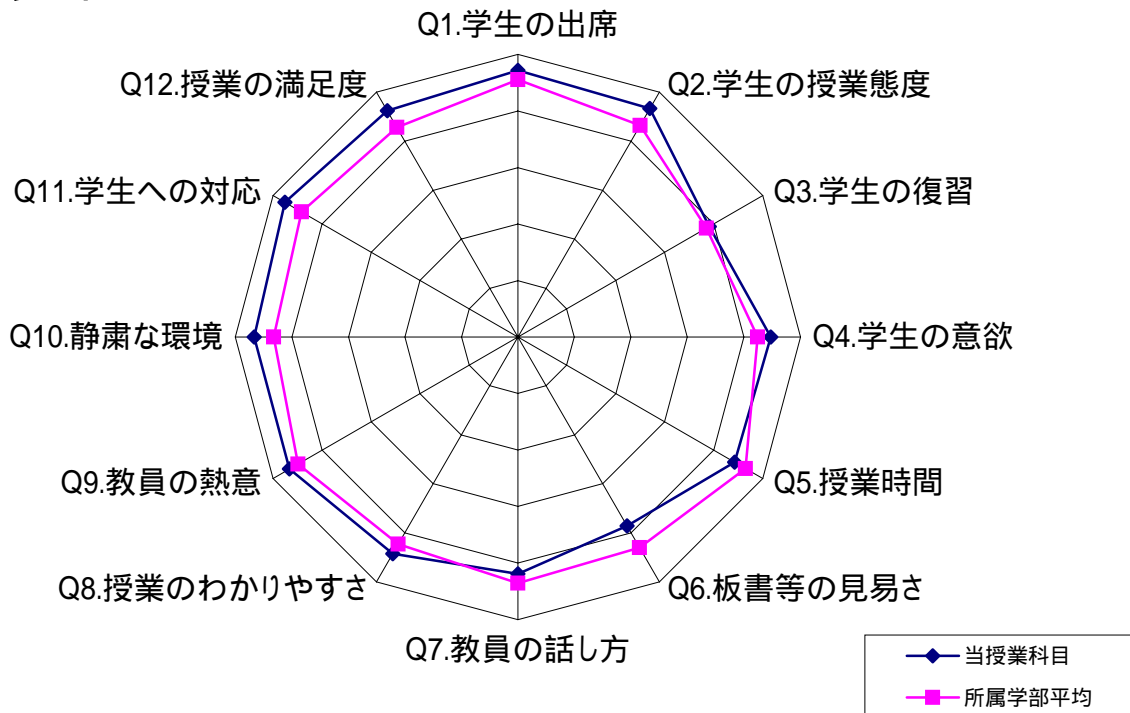 Q1.学生の出席
Q2.学生の授業態度
Q3.学生の復習
Q4.学生の意欲
Q5.授業時間
Q6.板書等の見易さ
Q7.教員の話し方
Q8.授業のわかりやすさ
Q9.教員の熱意
Q10.静粛な環境
Q11.学生への対応
Q12.授業の満足度
当授業科目
所属学部平均